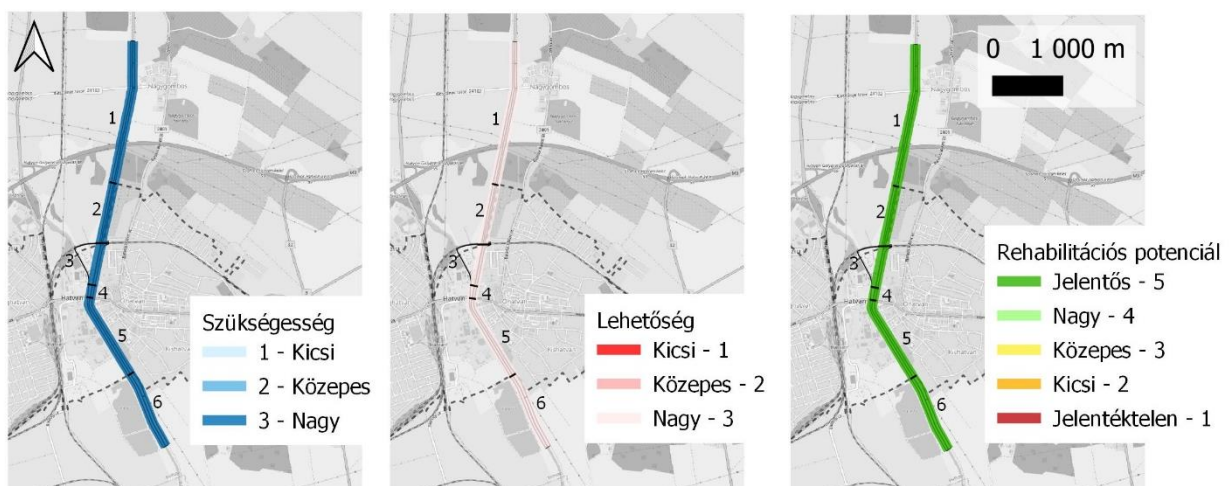 1
2
3
4
5
6
Hatvan
Szükségesség
1 - Kicsi
2 - Közepes
3 - Nagy
1
2
3
4
5
6
Hatvan
Lehetőség
Kicsi - 1
Közepes - 2
Nagy - 3
0 1 000 m
1
2
3
4
5
6
Hatvan
Rehabilitációs potenciál
Jelentős - 5
Nagy - 4
Közepes - 3
Kicsi - 2
Jelentéktelen - 1